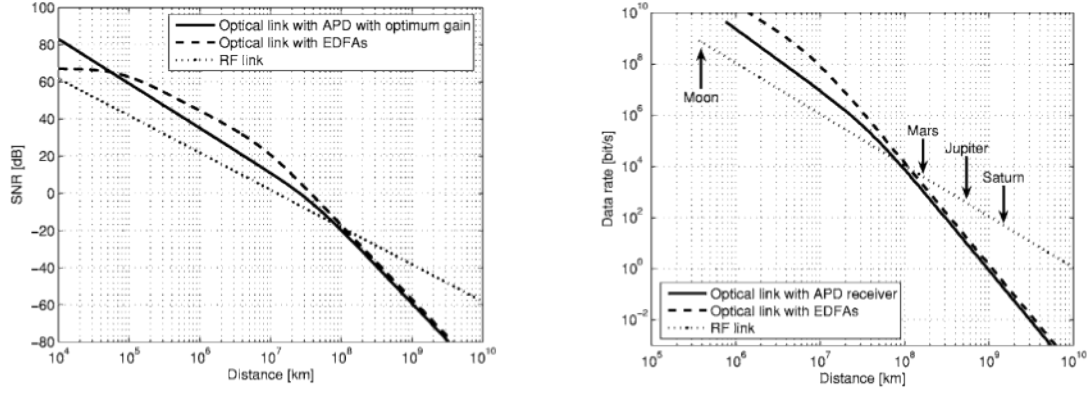 100
80
60
40
20
0
−20
−40
−60
−80
SNR [dB]
10^4
10^5
10^6
10^7
10^8
10^9
10^10
Distance [km]
Optical link with APD with optimum gain
Optical link with EDFAs
RF link
10^10
10^8
10^6
10^4
10^2
10^0
10^−2
Data rate [bit/s]
Moon
Mars
Jupiter
Saturn
Optical link with APD receiver
Optical link with EDFAs
RF link
10^5
10^6
10^7
10^8
10^9
10^10
Distance [km]